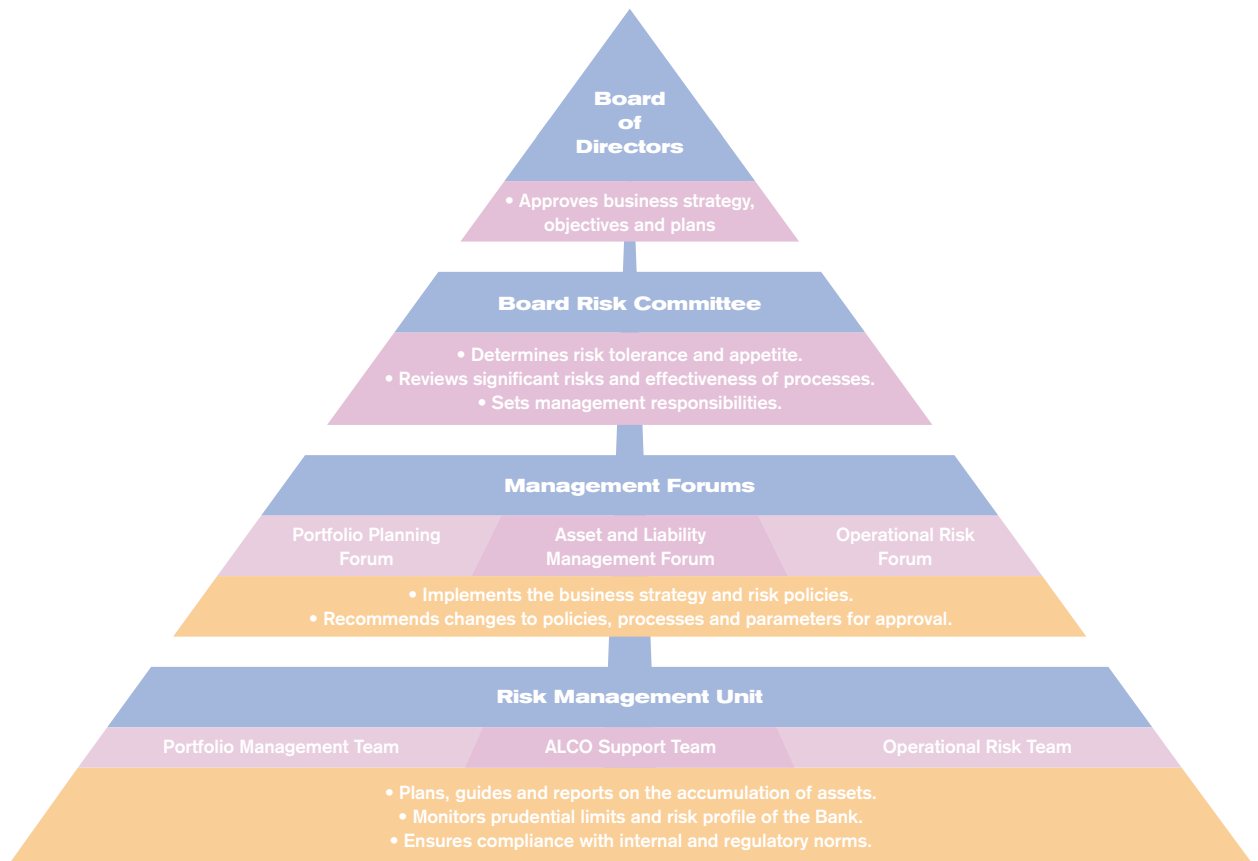 Board
of
Directors
• Approves business strategy,
objectives and plans
Board Risk Committee
• Determines risk tolerance and appetite.
• Reviews significant risks and effectiveness of processes.
• Sets management responsibilities.
Management Forums
Portfolio Planning
Forum
Asset and Liability
Management Forum
Operational Risk
Forum
• Implements the business strategy and risk policies.
• Recommends changes to policies, processes and parameters for approval.
Risk Management Unit
Portfolio Management Team
ALCO Support Team
Operational Risk Team
• Plans, guides and reports on the accumulation of assets.
• Monitors prudential limits and risk profile of the Bank.
• Ensures compliance with internal and regulatory norms.